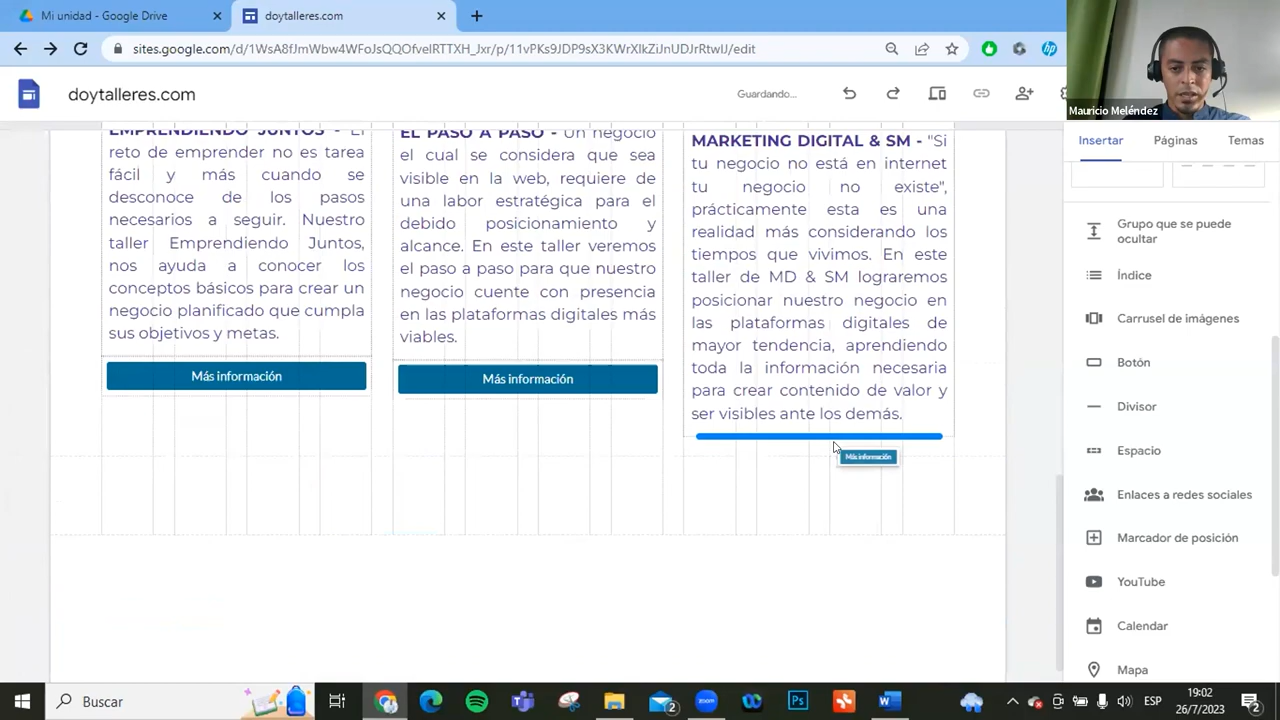 Mi unidad - Google Drive
doytalleres.com
sites.google.com/d/1WsA8fJmWbw4WFoJsQQOfveIRTTXH_Jxr/p/11vPKs9JDP9sX3KWrXlkZiJnUDJrRtwlJ/edit
doytalleres.com
Guardando...
Mauricio Meléndez
Insertar
Páginas
Temas
EMPRENDIENDO JUNTOS - El
reto de emprender no es tarea
fácil y más cuando se
desconoce de los pasos
necesarios a seguir. Nuestro
taller Emprendiendo Juntos,
nos ayuda a conocer los
conceptos básicos para crear un
negocio planificado que cumpla
sus objetivos y metas.
Más información
EL PASO A PASO - Un negocio
el cual se considera que sea
visible en la web, requiere de
una labor estratégica para el
debido posicionamiento y
alcance. En este taller veremos
el paso a paso para que nuestro
negocio cuente con presencia
en las plataformas digitales más
viables.
Más información
MARKETING DIGITAL & SM - "Si
tu negocio no está en internet
tu negocio no existe",
prácticamente esta es una
realidad más considerando los
tiempos que vivimos. En este
taller de MD & SM lograremos
posicionar nuestro negocio en
las plataformas digitales de
mayor tendencia, aprendiendo
toda la información necesaria
para crear contenido de valor y
ser visibles ante los demás.
Más información
Grupo que se puede
ocultar
Índice
Carrusel de imágenes
Botón
Divisor
Espacio
Enlaces a redes sociales
Marcador de posición
YouTube
Calendar
Mapa
Buscar
2
ESP
19:02
26/7/2023
2